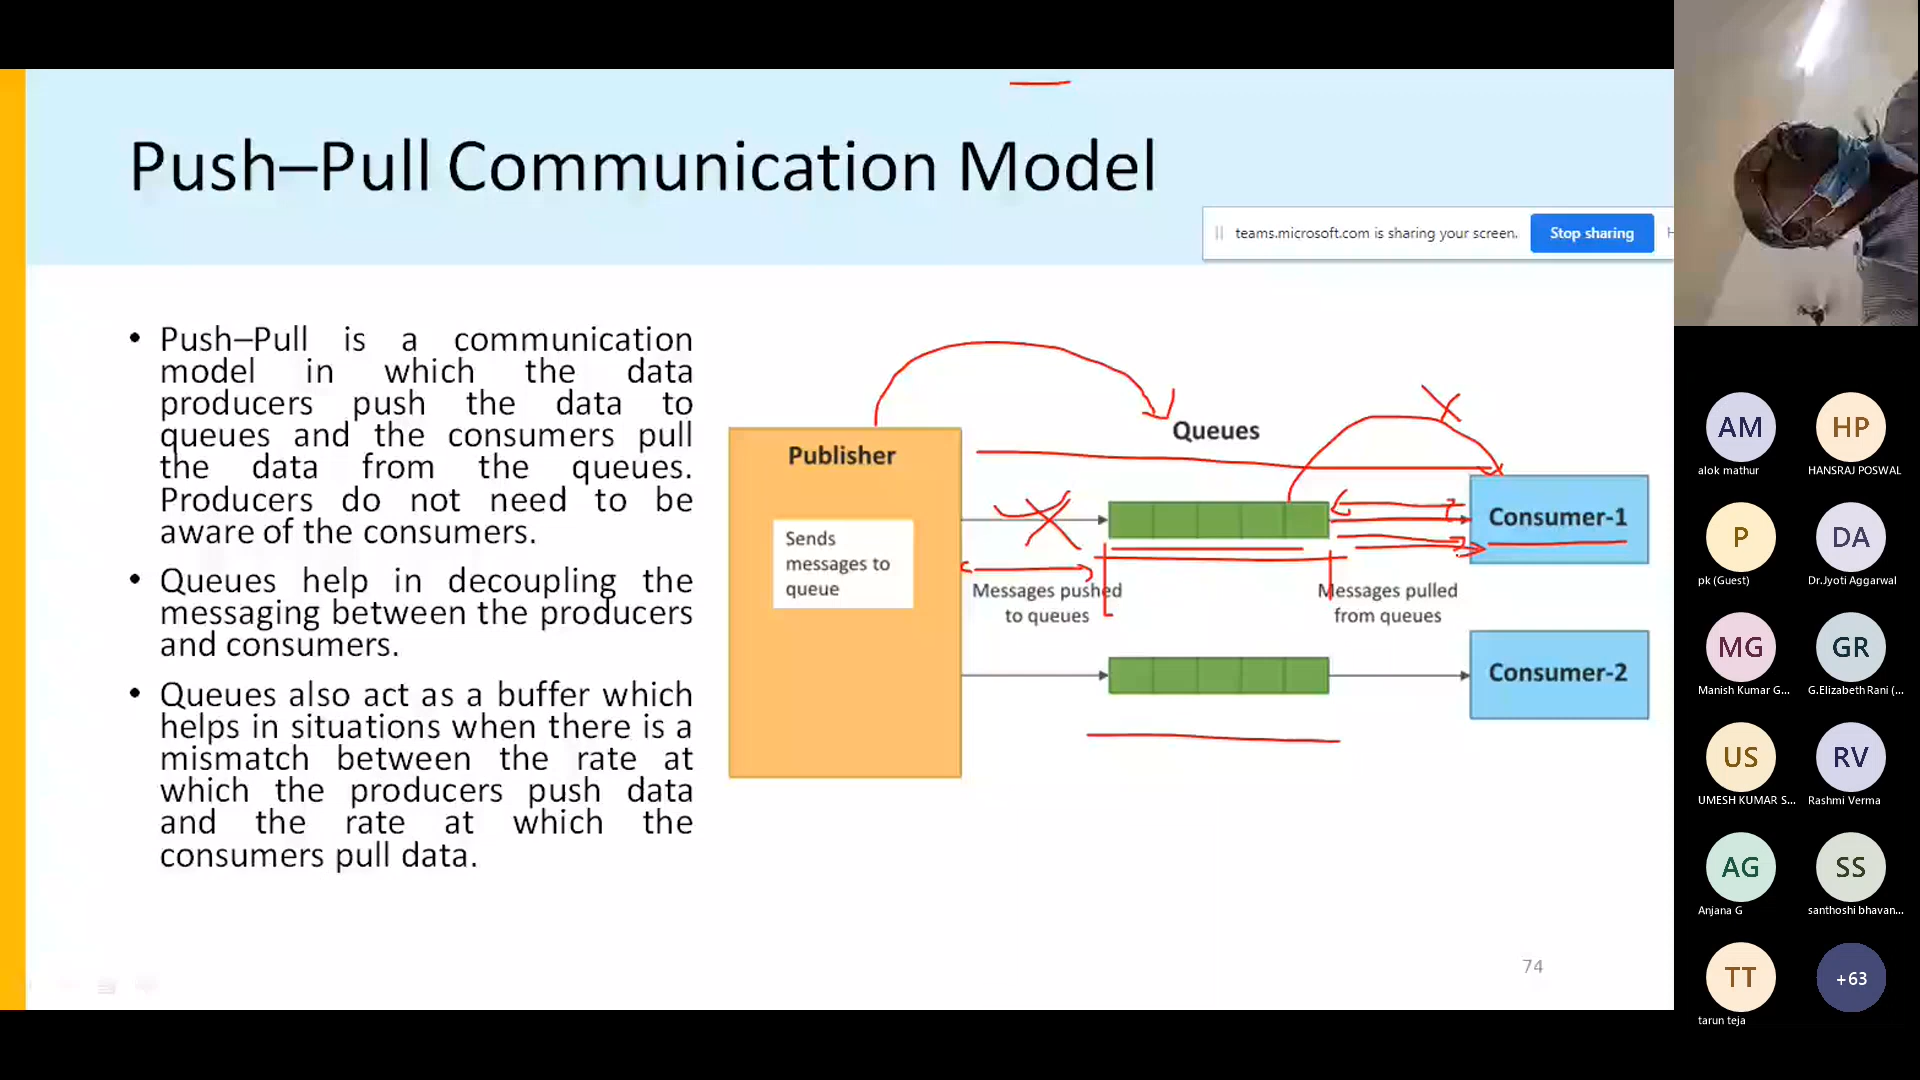 Push–Pull Communication Model
teams.microsoft.com is sharing your screen.
Stop sharing
• Push–Pull is a communication
model in which the data
producers push the data to
queues and the consumers pull
the data from the queues.
Producers do not need to be
aware of the consumers.
• Queues help in decoupling the
messaging between the producers
and consumers.
• Queues also act as a buffer which
helps in situations when there is a
mismatch between the rate at
which the producers push data
and the rate at which the
consumers pull data.
Publisher
Sends
messages to
queue
Queues
Messages pushed
to queues
Messages pulled
from queues
Consumer-1
Consumer-2
74
AM
alok mathur
HP
HANSRAJ POSWAL
P
pk (Guest)
DA
Dr.Jyoti Aggarwal
MG
Manish Kumar G...
GR
G.Elizabeth Rani (...
US
UMESH KUMAR S...
RV
Rashmi Verma
AG
Anjana G
SS
santhoshi bhavan...
TT
tarun teja
+63